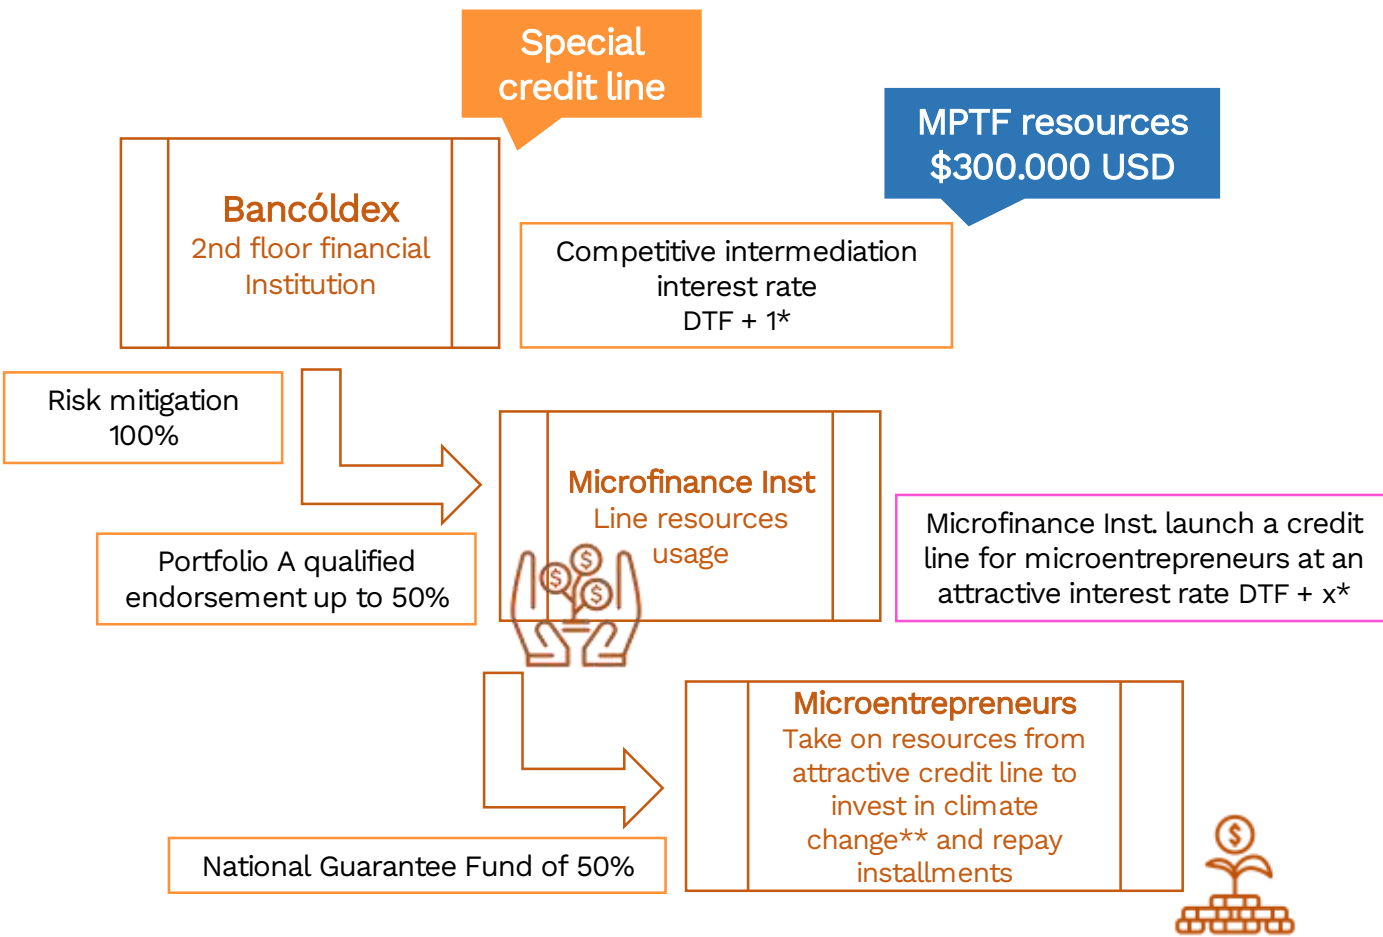 Special
credit line
MPTF resources
$300.000 USD
Bancóldex
2nd floor financial
Institution
Competitive intermediation
interest rate
DTF + 1*
Risk mitigation
100%
Portfolio A qualified
endorsement up to 50%
Microfinance Inst
Line resources
usage
$
$
$
Microfinance Inst. launch a credit
line for microentrepreneurs at an
attractive interest rate DTF + x*
National Guarantee Fund of 50%
Microentrepreneurs
Take on resources from
attractive credit line to
invest in climate
change** and repay
installments
$